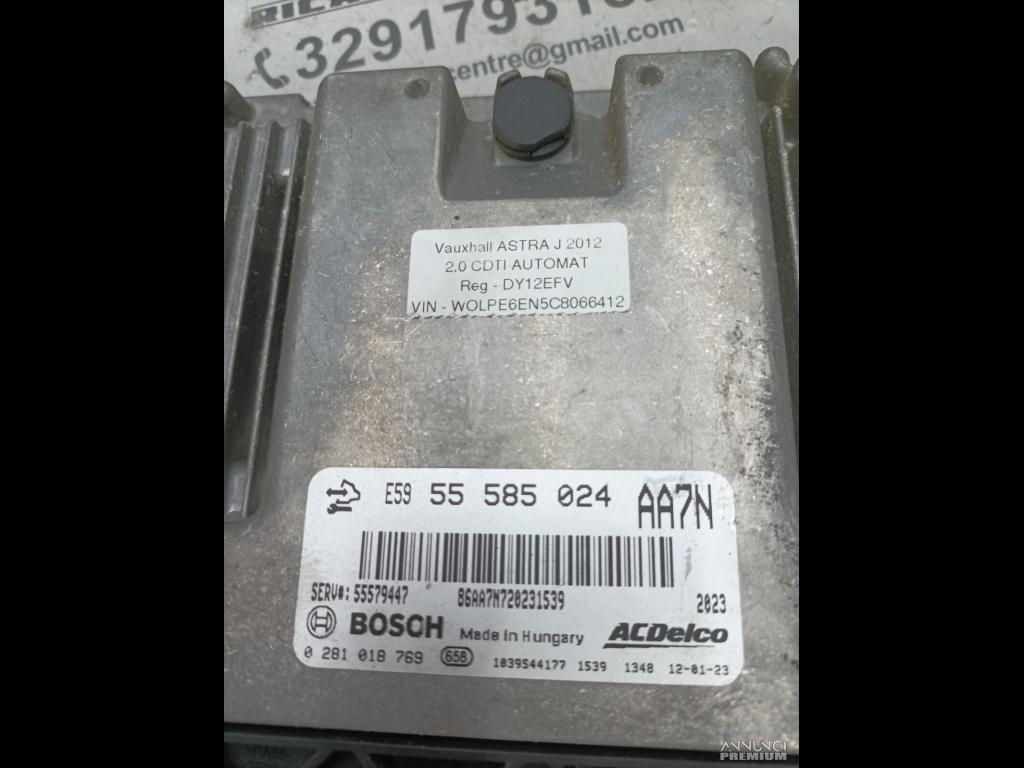 centre@gmail.com
Vauxhall ASTRA J 2012
2.0 CDTI AUTOMAT
Reg - DY12EFV
VIN - WOLPE6EN5C8066412
E59 55 585 024 AA7N
SERV#: 55579447 86AA7N720231539 2023
BOSCH Made in Hungary ACDelco
0 281 018 769 658 1039544177 1539 1348 12-01-23
>PA66-
ANNUNCI
PREMIUM